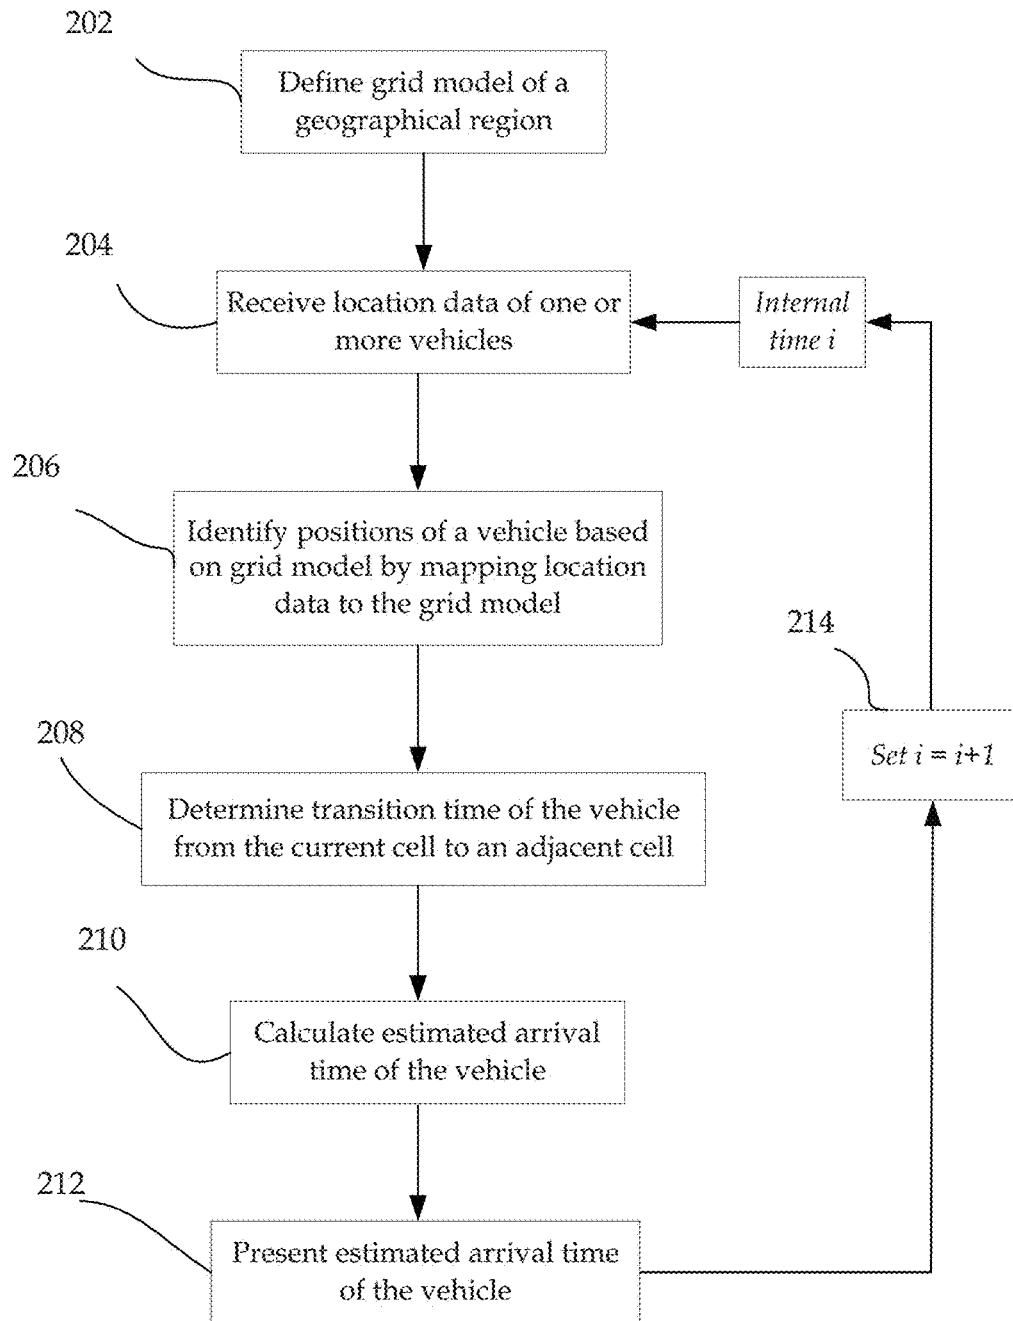 202
Define grid model of a
geographical region
204
Receive location data of one or
more vehicles
Internal
time i
206
Identify positions of a vehicle based
on grid model by mapping location
data to the grid model
214
Set i = i+1
208
Determine transition time of the vehicle
from the current cell to an adjacent cell
210
Calculate estimated arrival
time of the vehicle
212
Present estimated arrival time
of the vehicle